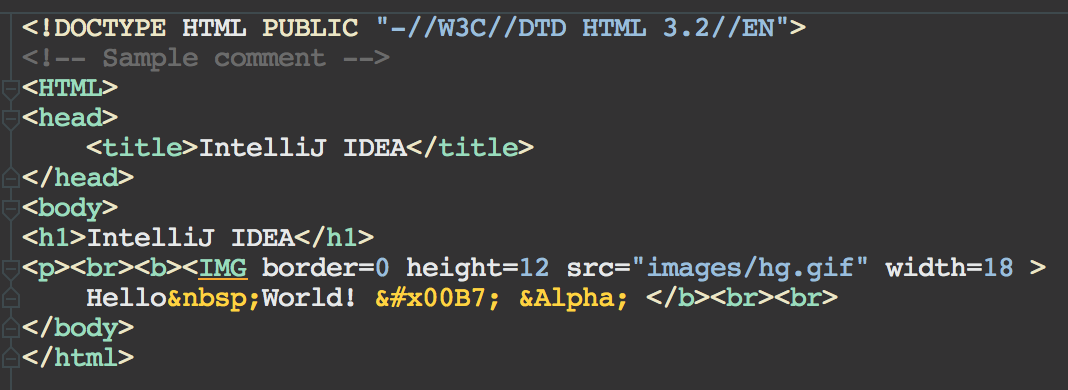 <!DOCTYPE HTML PUBLIC "-//W3C//DTD HTML 3.2//EN">
<!-- Sample comment -->
<HTML>
<head>
    <title>IntelliJ IDEA</title>
</head>
<body>
<h1>IntelliJ IDEA</h1>
<p><br><b><IMG border=0 height=12 src="images/hg.gif" width=18 >
    Hello&nbsp;World! &#x00B7; &Alpha; </b><br><br>
</body>
</html>